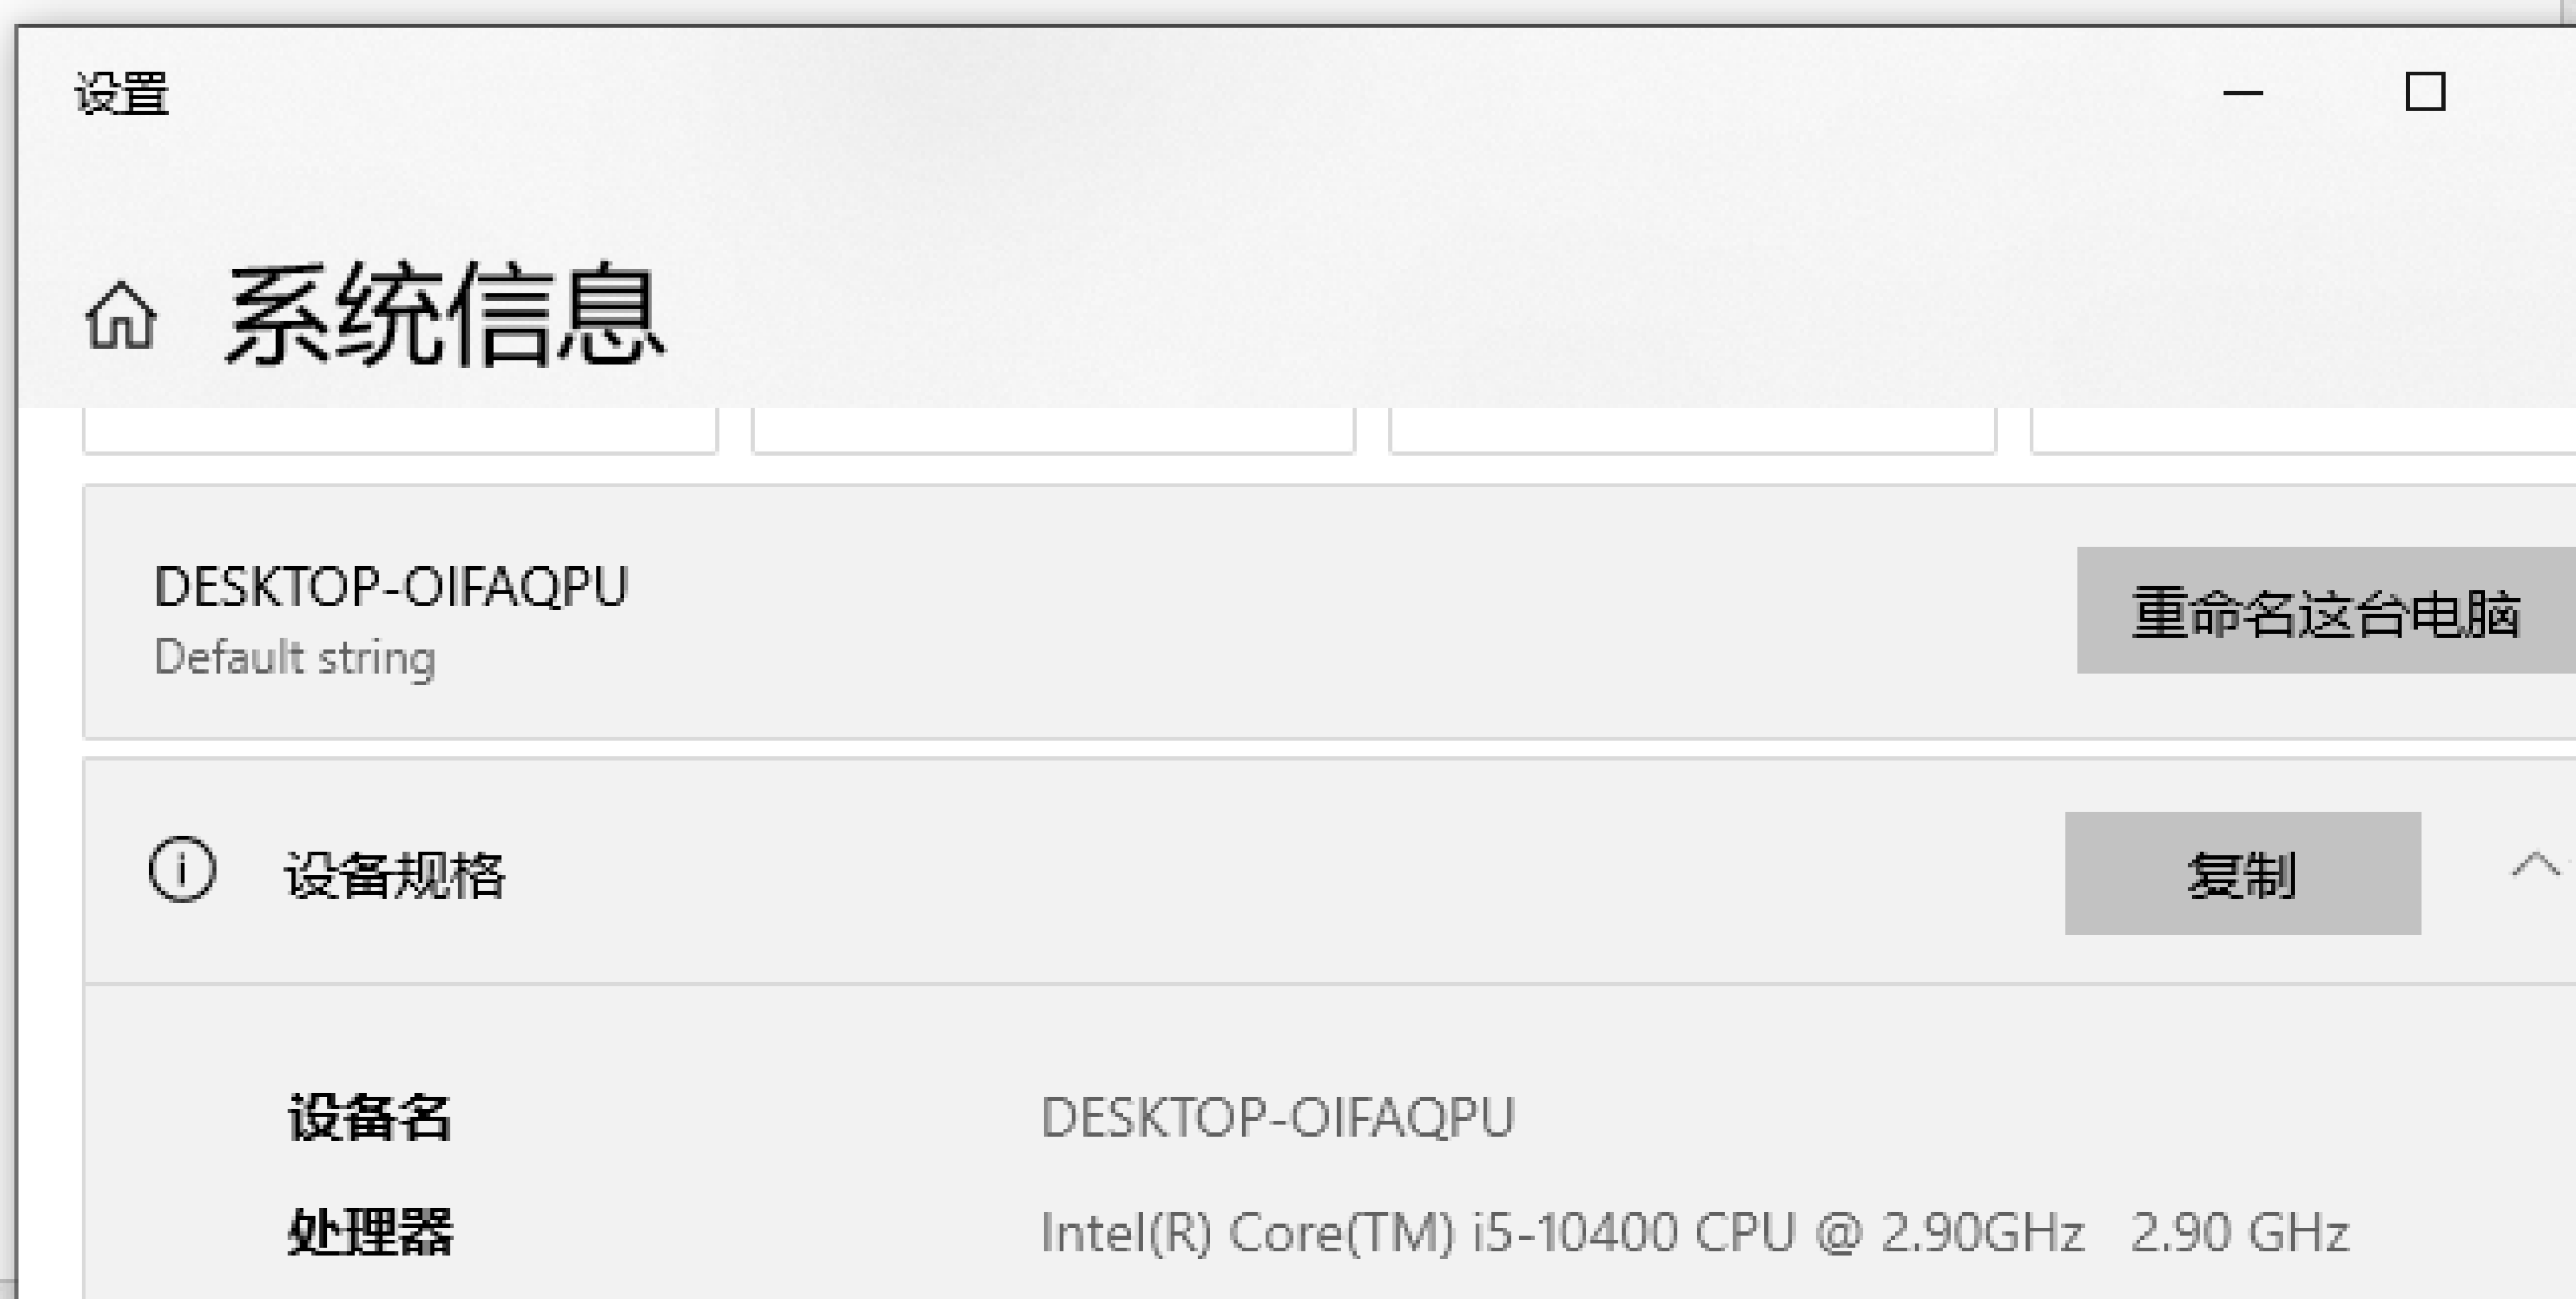 设置
系统信息
DESKTOP-OIFAQPU
Default string
重命名这台电脑
设备规格
复制
设备名 DESKTOP-OIFAQPU
处理器 Intel(R) Core(TM) i5-10400 CPU @ 2.90GHz 2.90 GHz